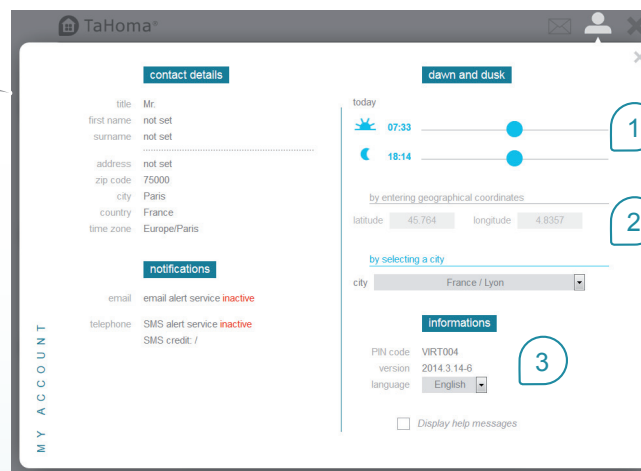 TaHoma®
contact details
title Mr.
first name not set
surname not set
address not set
zip code 75000
city Paris
country France
time zone Europe/Paris
notifications
email email alert service inactive
telephone SMS alert service inactive
SMS credit: /
MY ACCOUNT
dawn and dusk
today
07:33
18:14
1
by entering geographical coordinates
latitude 45.764 longitude 4.8357
2
by selecting a city
city France / Lyon
informations
PIN code VIRT004
version 2014.3.14-6
language English
3
Display help messages